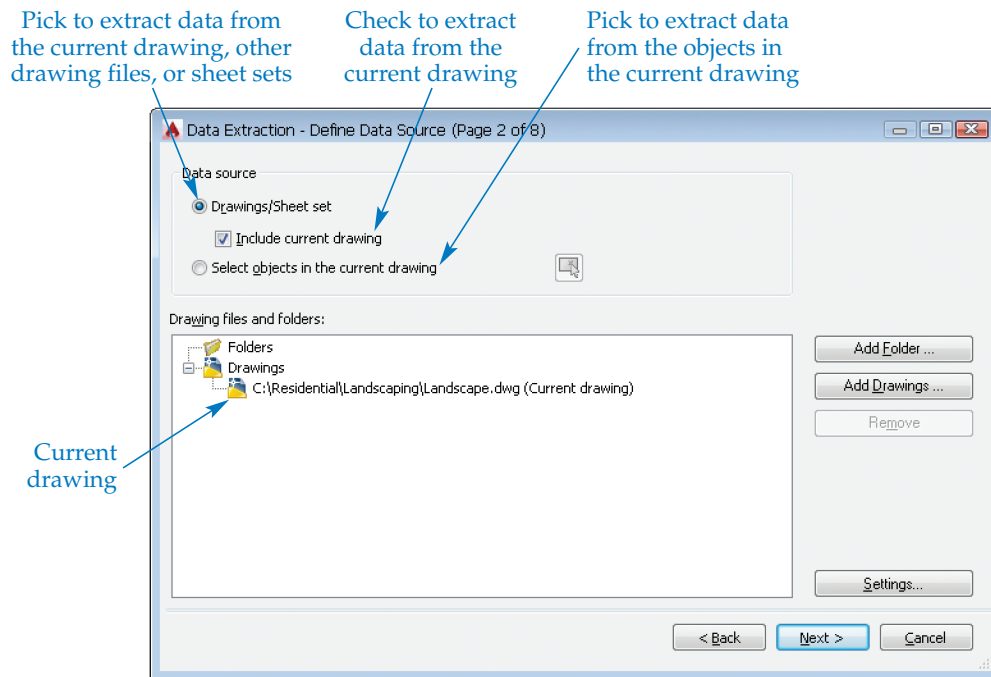 Pick to extract data from
the current drawing, other
drawing files, or sheet sets
Check to extract
data from the
current drawing
Pick to extract data
from the objects in
the current drawing
Data Extraction - Define Data Source (Page 2 of 8)
Data source
Drawings/Sheet set
Include current drawing
Select objects in the current drawing
Drawing files and folders:
Folders
Drawings
C:\Residential\Landscaping\Landscape.dwg (Current drawing)
Add Folder ...
Add Drawings ...
Remove
Current
drawing
Settings...
< Back
Next >
Cancel